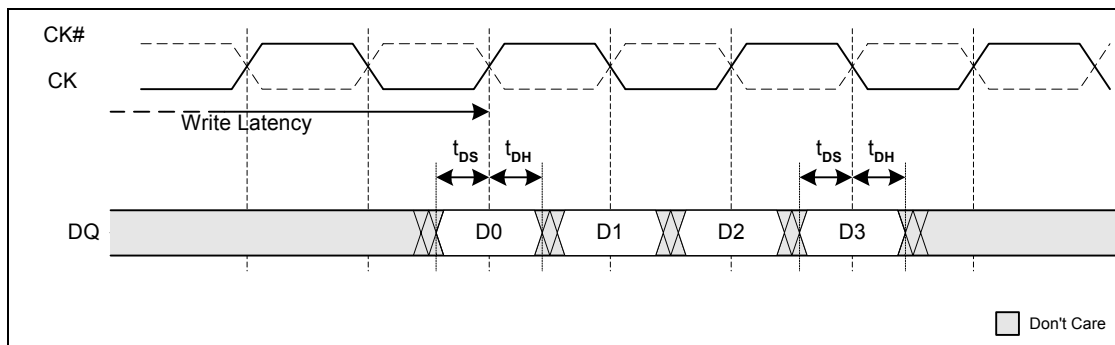 CK#
CK
Write Latency
tDS tDH tDS tDH
DQ D0 D1 D2 D3
Don't Care